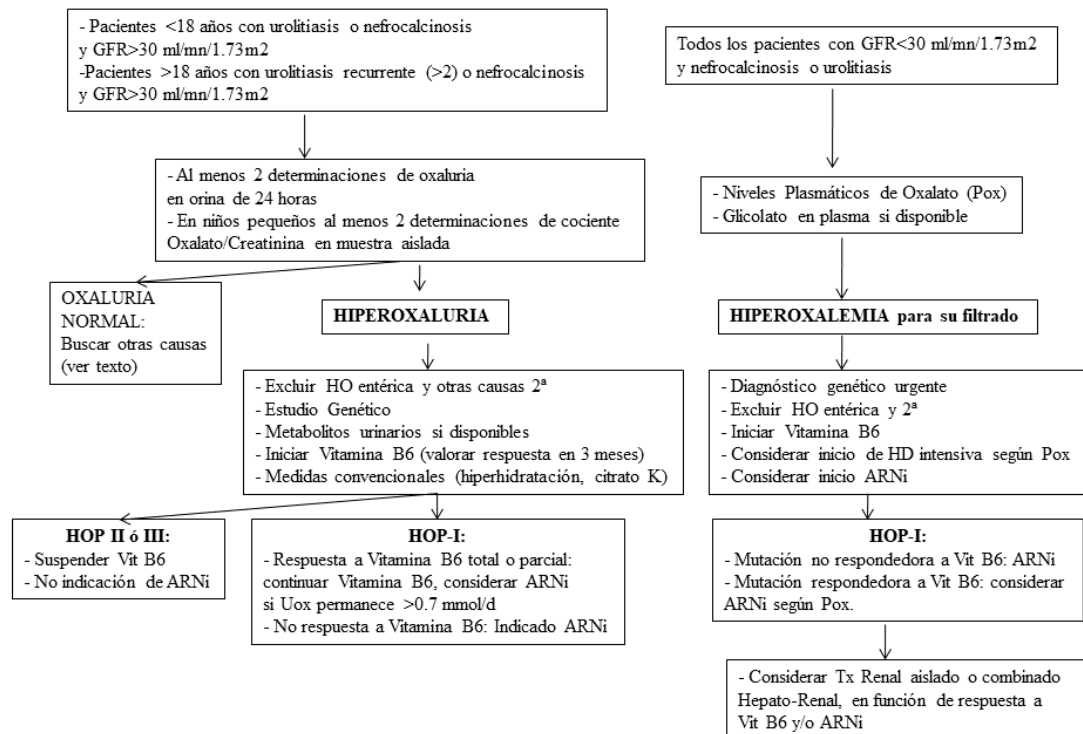 - Pacientes <18 años con urolitiasis o nefrocalcinosis
y GFR>30 ml/mn/1.73m2
-Pacientes >18 años con urolitiasis recurrente (>2) o nefrocalcinosis
y GFR>30 ml/mn/1.73m2
Todos los pacientes con GFR<30 ml/mn/1.73m2
y nefrocalcinosis o urolitiasis
- Al menos 2 determinaciones de oxaluria
en orina de 24 horas
- En niños pequeños al menos 2 determinaciones de cociente
Oxalato/Creatinina en muestra aislada
- Niveles Plasmáticos de Oxalato (Pox)
- Glicolato en plasma si disponible
OXALURIA
NORMAL:
Buscar otras causas
(ver texto)
HIPEROXALURIA
HIPEROXALEMIA para su filtrado
- Excluir HO entérica y otras causas 2ª
- Estudio Genético
- Metabolitos urinarios si disponibles
- Iniciar Vitamina B6 (valorar respuesta en 3 meses)
- Medidas convencionales (hiperhidratación, citrato K)
- Diagnóstico genético urgente
- Excluir HO entérica y 2ª
- Iniciar Vitamina B6
- Considerar inicio de HD intensiva según Pox
- Considerar inicio ARNi
HOP II ó III:
- Suspender Vit B6
- No indicación de ARNi
HOP-I:
- Respuesta a Vitamina B6 total o parcial:
continuar Vitamina B6, considerar ARNi
si Uox permanece >0.7 mmol/d
- No respuesta a Vitamina B6: Indicado ARNi
HOP-I:
- Mutación no respondedora a Vit B6: ARNi
- Mutación respondedora a Vit B6: considerar
ARNi según Pox.
- Considerar Tx Renal aislado o combinado
Hepato-Renal, en función de respuesta a
Vit B6 y/o ARNi